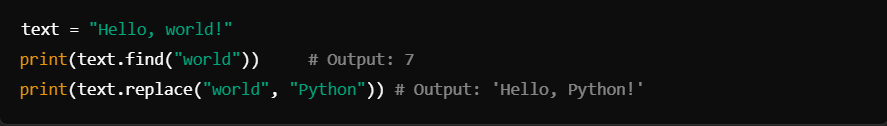 text = "Hello, world!"
print(text.find("world"))     # Output: 7
print(text.replace("world", "Python")) # Output: 'Hello, Python!'